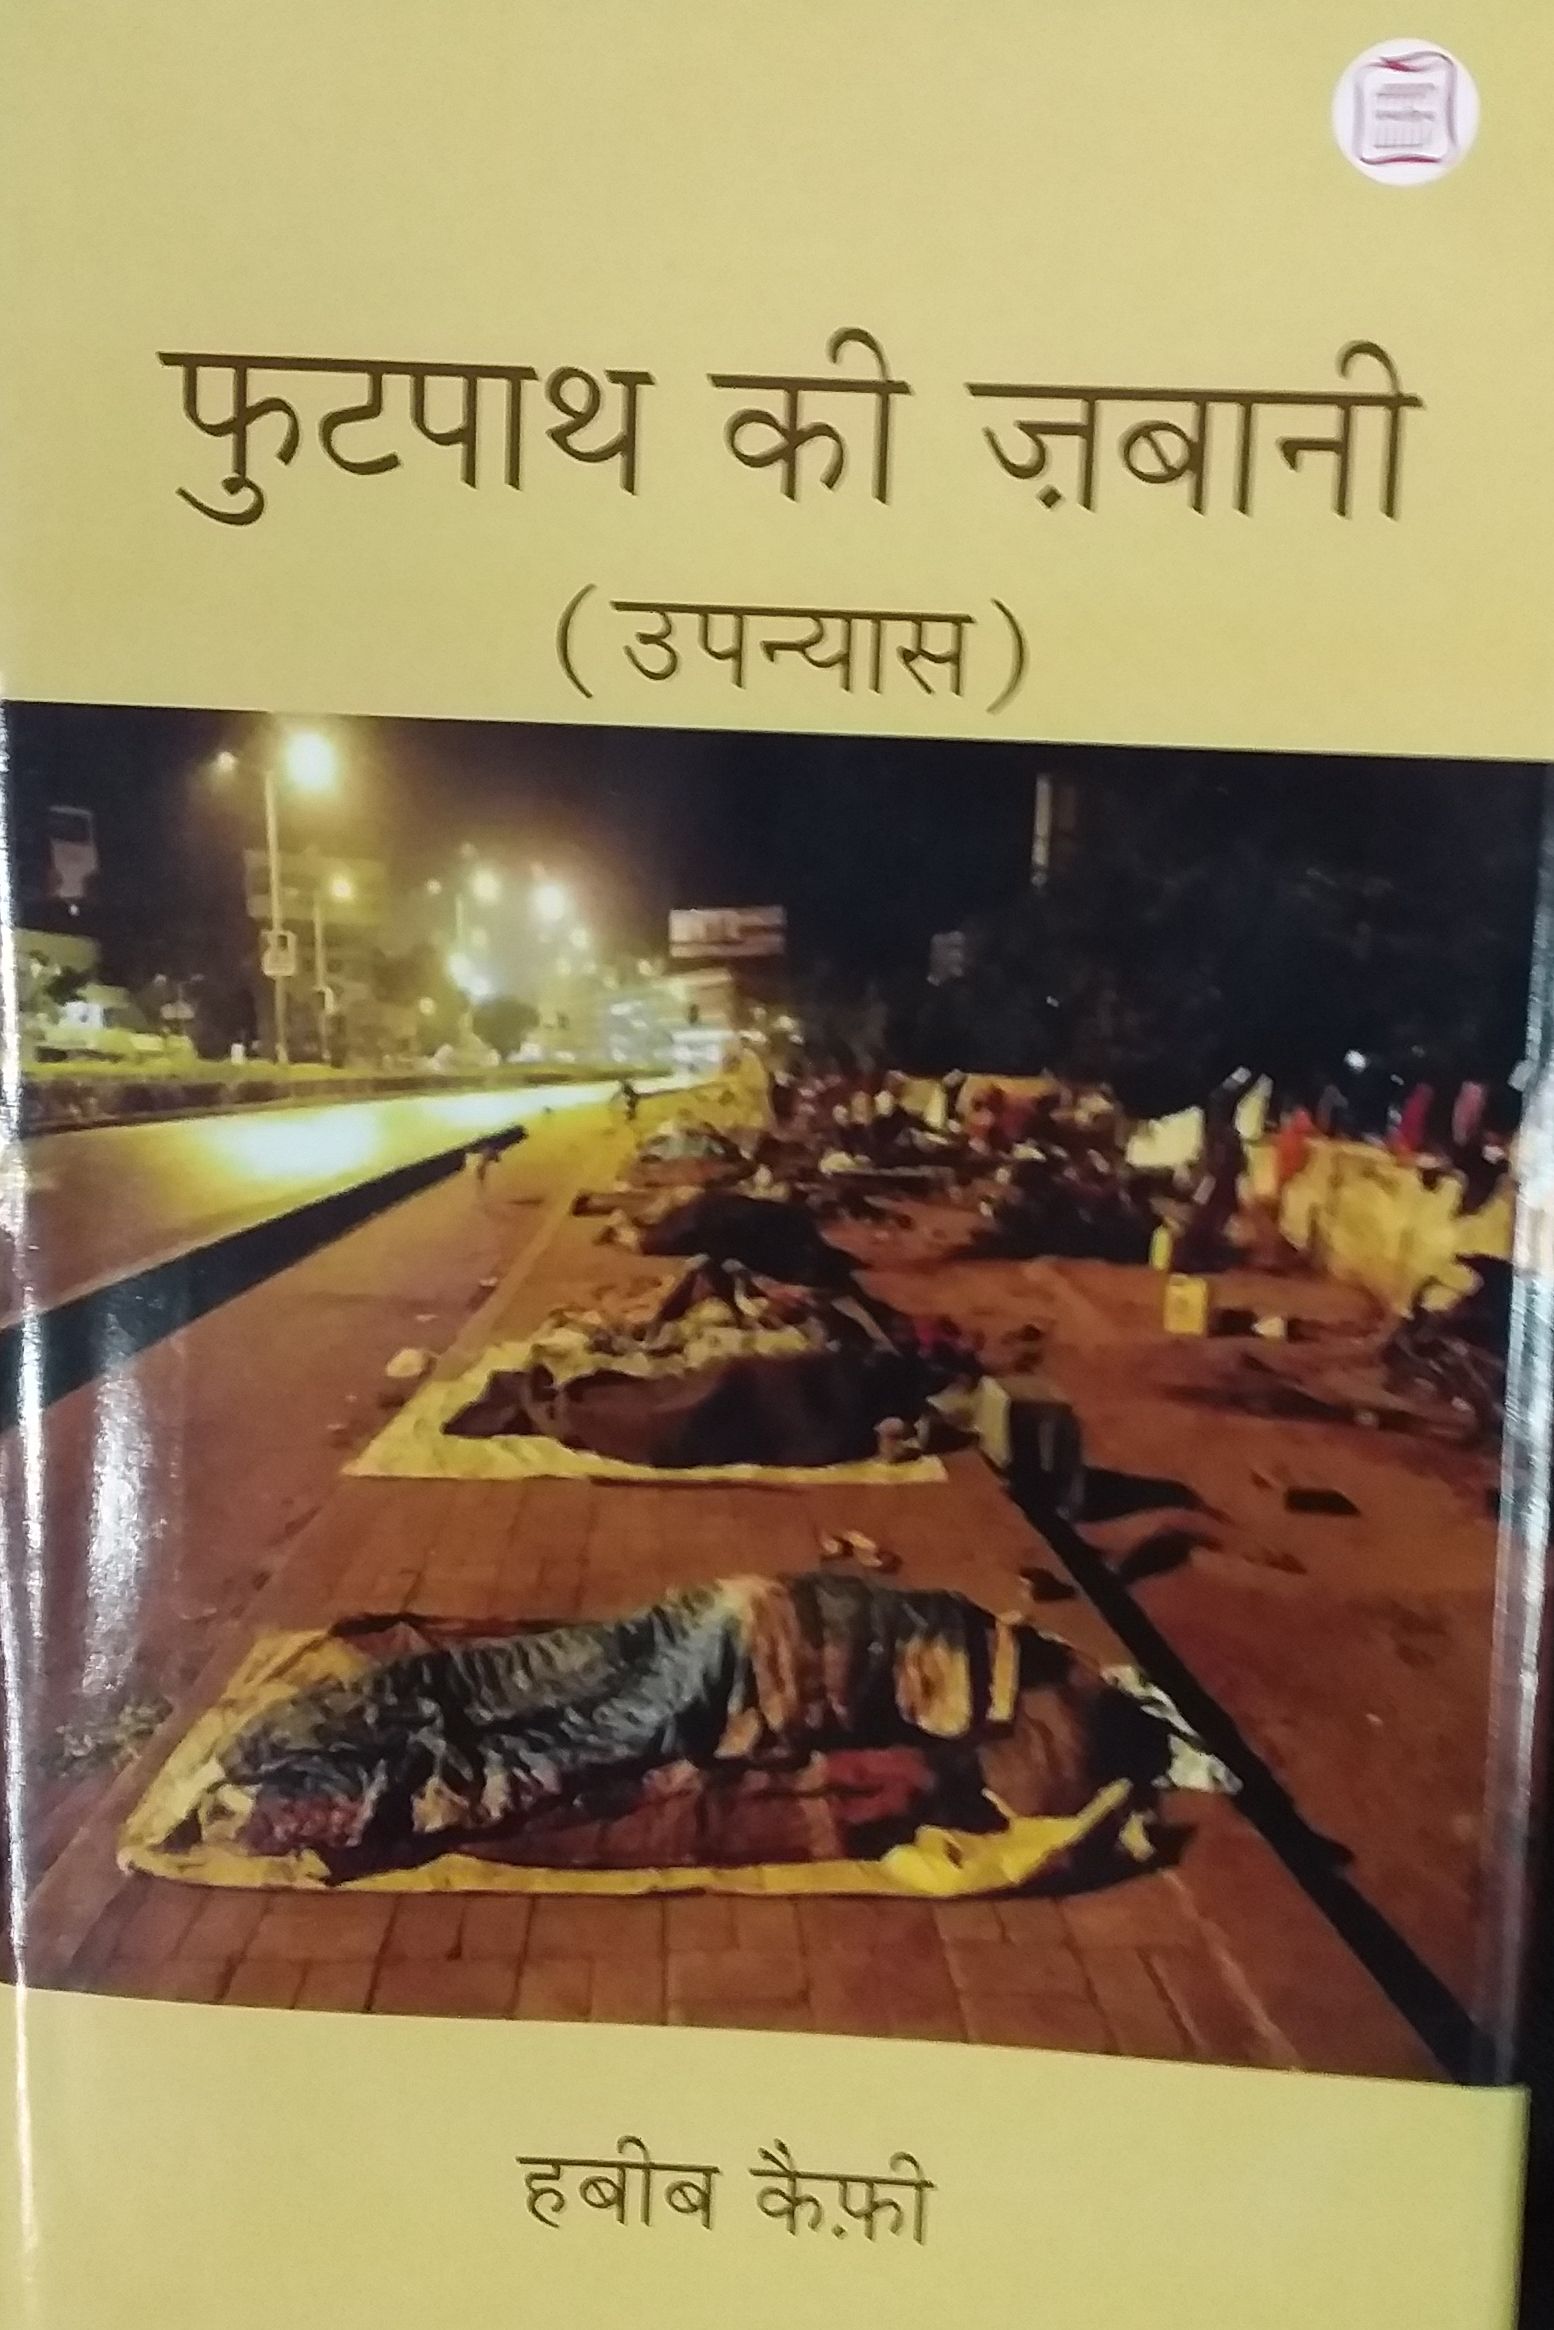 फुटपाथ की ज़बानी
(उपन्यास)
हबीब कैफ़ी